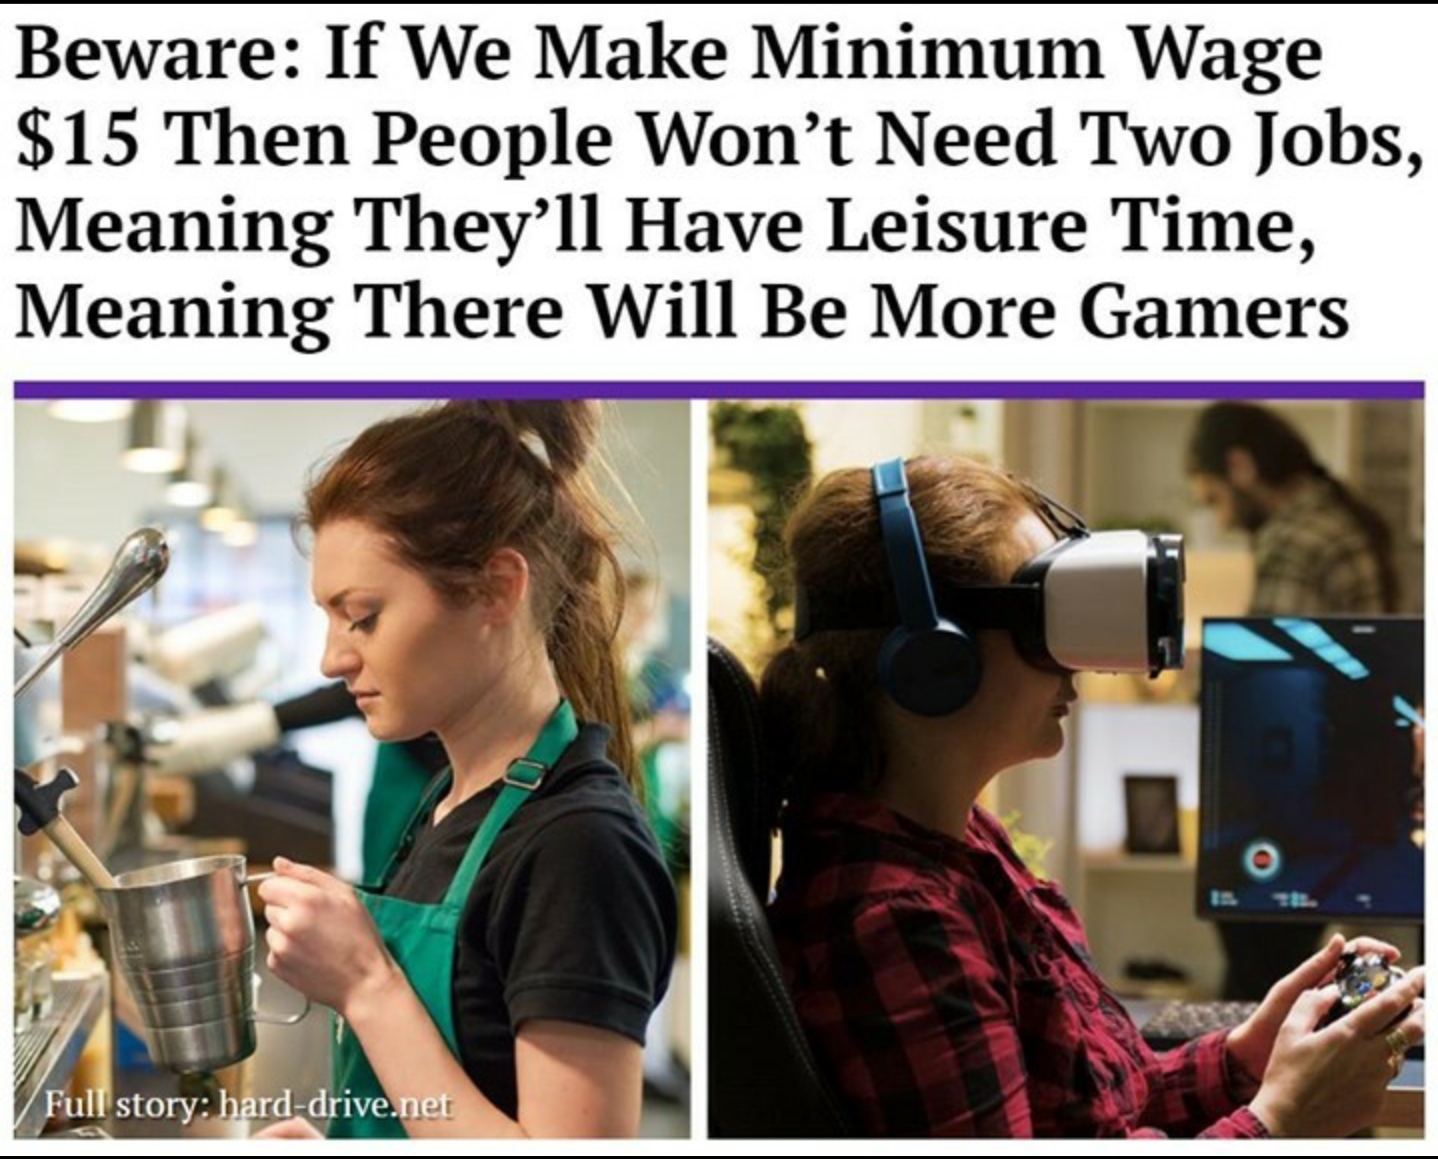 Beware: If We Make Minimum Wage
$15 Then People Won’t Need Two Jobs,
Meaning They’ll Have Leisure Time,
Meaning There Will Be More Gamers
Full story: hard-drive.net